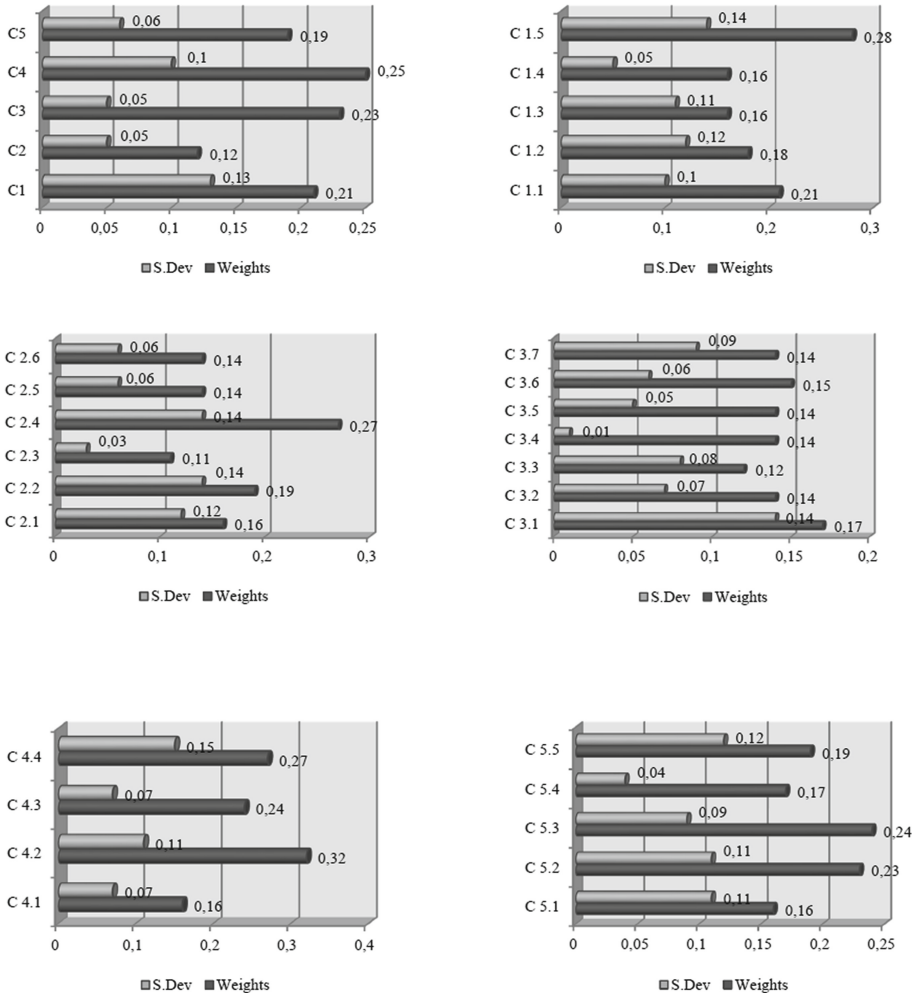 C5 0,06 0,19
C4 0,1 0,25
C3 0,05 0,23
C2 0,05 0,12
C1 0,13 0,21
0 0,05 0,1 0,15 0,2 0,25
S.Dev Weights
C 1.5 0,14 0,28
C 1.4 0,05 0,16
C 1.3 0,11 0,16
C 1.2 0,12 0,18
C 1.1 0,1 0,21
0 0,1 0,2 0,3
S.Dev Weights
C 2.6 0,06 0,14
C 2.5 0,06 0,14
C 2.4 0,14 0,27
C 2.3 0,03 0,11
C 2.2 0,14 0,19
C 2.1 0,12 0,16
0 0,1 0,2 0,3
S.Dev Weights
C 3.7 0,09 0,14
C 3.6 0,06 0,15
C 3.5 0,05 0,14
C 3.4 0,01 0,14
C 3.3 0,08 0,12
C 3.2 0,07 0,14
C 3.1 0,14 0,17
0 0,05 0,1 0,15 0,2
S.Dev Weights
C 4.4 0,15 0,27
C 4.3 0,07 0,24
C 4.2 0,11 0,32
C 4.1 0,07 0,16
0 0,1 0,2 0,3 0,4
S.Dev Weights
C 5.5 0,12 0,19
C 5.4 0,04 0,17
C 5.3 0,09 0,24
C 5.2 0,11 0,23
C 5.1 0,11 0,16
0 0,05 0,1 0,15 0,2 0,25
S.Dev Weights